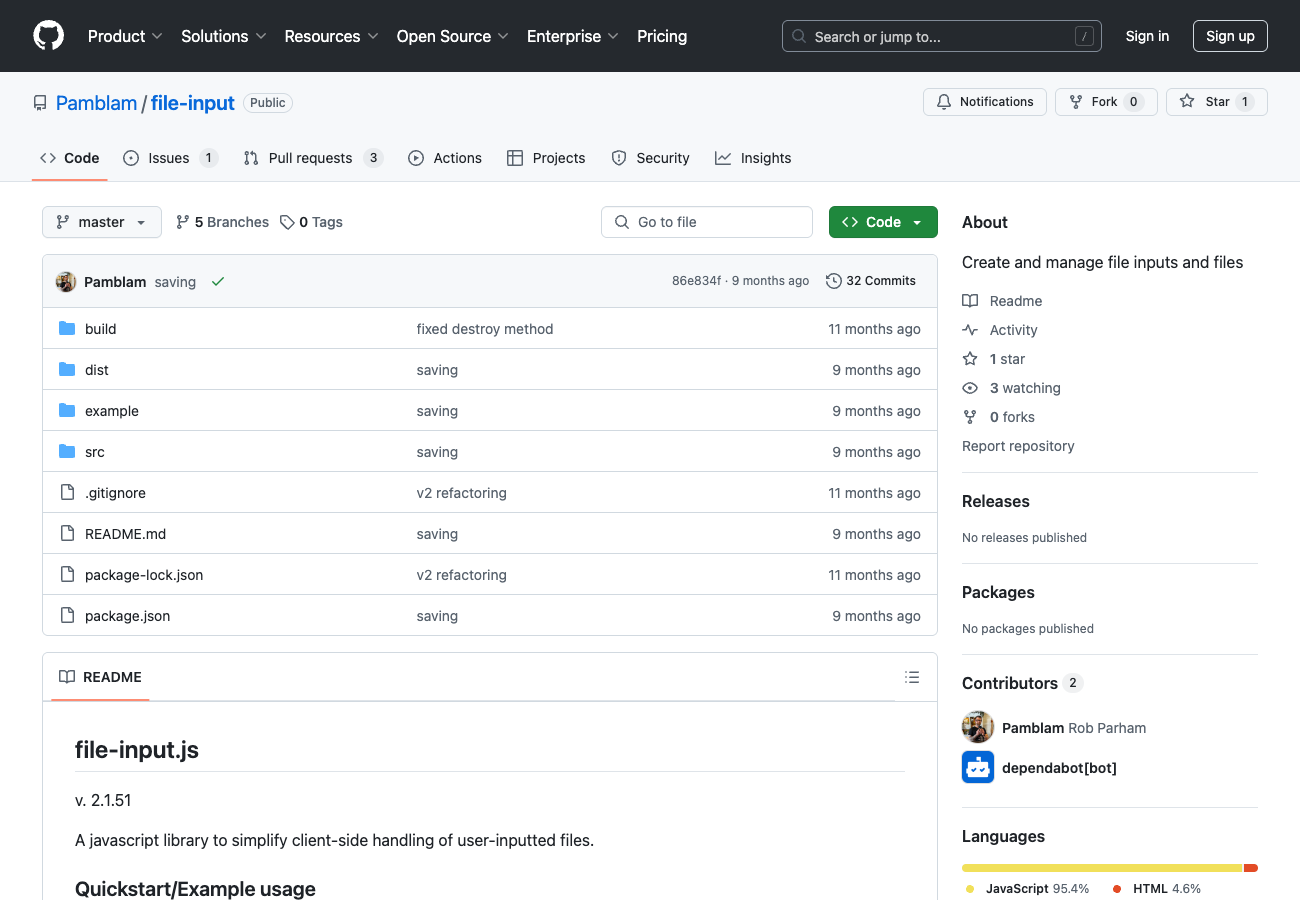 Product Solutions Resources Open Source Enterprise Pricing Search or jump to... / Sign in Sign up
Pamblam / file-input Public Notifications Fork 0 Star 1
Code Issues 1 Pull requests 3 Actions Projects Security Insights
master 5 Branches 0 Tags Go to file Code
Pamblam saving 86e834f · 9 months ago 32 Commits
build fixed destroy method 11 months ago
dist saving 9 months ago
example saving 9 months ago
src saving 9 months ago
.gitignore v2 refactoring 11 months ago
README.md saving 9 months ago
package-lock.json v2 refactoring 11 months ago
package.json saving 9 months ago
README
file-input.js
v. 2.1.51
A javascript library to simplify client-side handling of user-inputted files.
Quickstart/Example usage
About
Create and manage file inputs and files
Readme
Activity
1 star
3 watching
0 forks
Report repository
Releases
No releases published
Packages
No packages published
Contributors 2
Pamblam Rob Parham
dependabot[bot]
Languages
JavaScript 95.4% HTML 4.6%